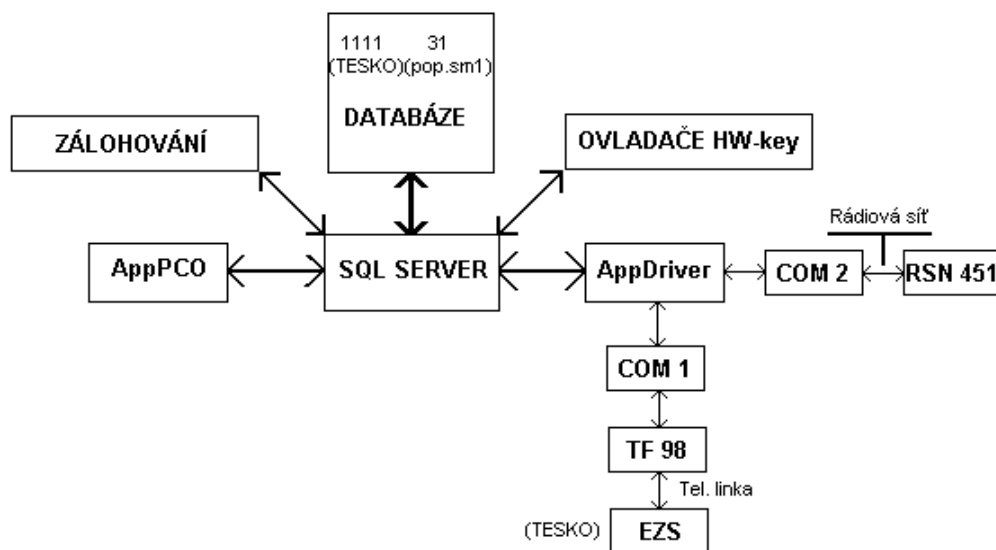 1111 31
(TESKO)(pop.sm1)
DATABÁZE
ZÁLOHOVÁNÍ
OVLADAČE HW-key
Rádiová síť
AppPCO
SQL SERVER
AppDriver
COM 2
RSN 451
COM 1
TF 98
Tel. linka
(TESKO)
EZS